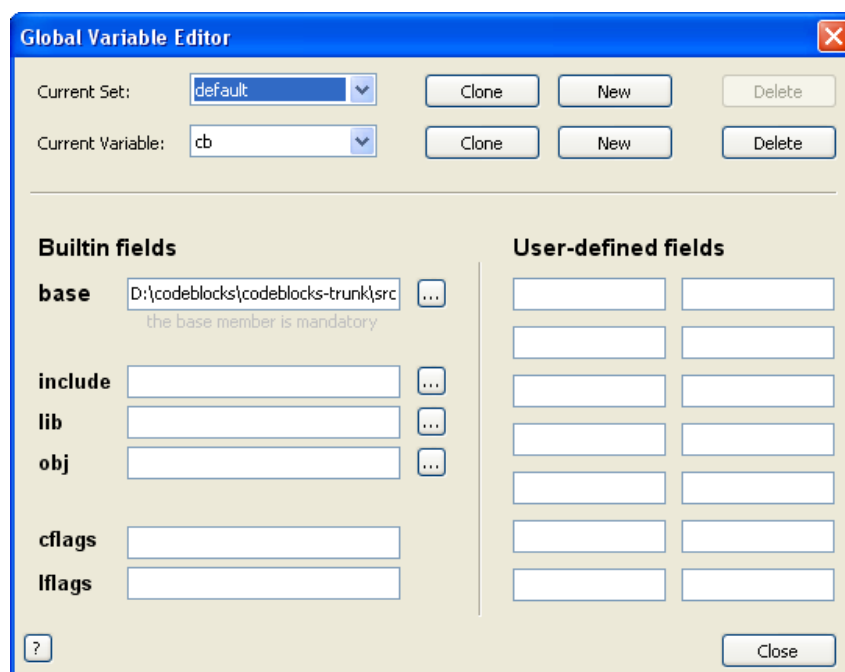 Global Variable Editor
Current Set: default Clone New Delete
Current Variable: cb Clone New Delete
Builtin fields User-defined fields
base D:\codeblocks\codeblocks-trunk\src ...
the base member is mandatory
include ...
lib ...
obj ...
cflags
lflags
? Close